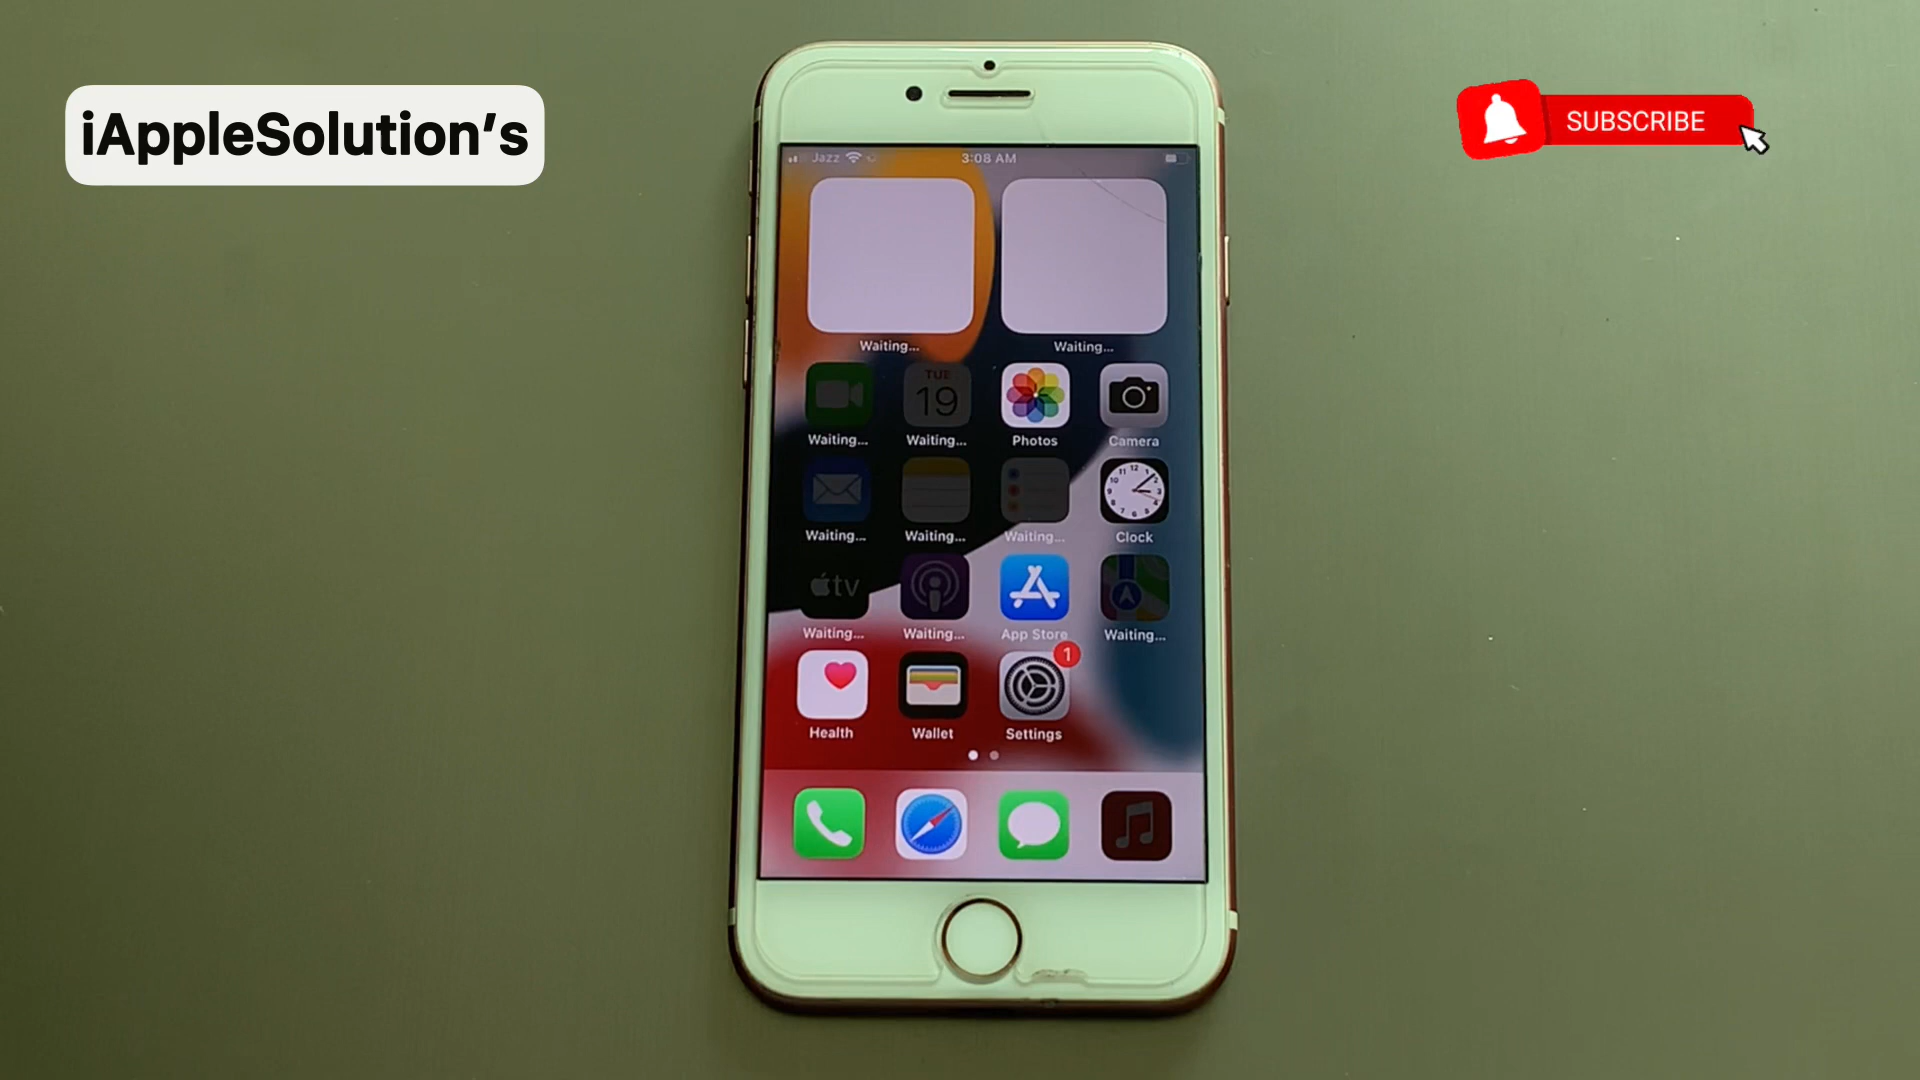 iAppleSolution's
SUBSCRIBE
Jazz 3:08 AM
Waiting... Waiting...
TUE
19
Waiting... Waiting... Photos Camera
Waiting... Waiting... Waiting... Clock
tv
Waiting... Waiting... App Store Waiting...
1
Health Wallet Settings